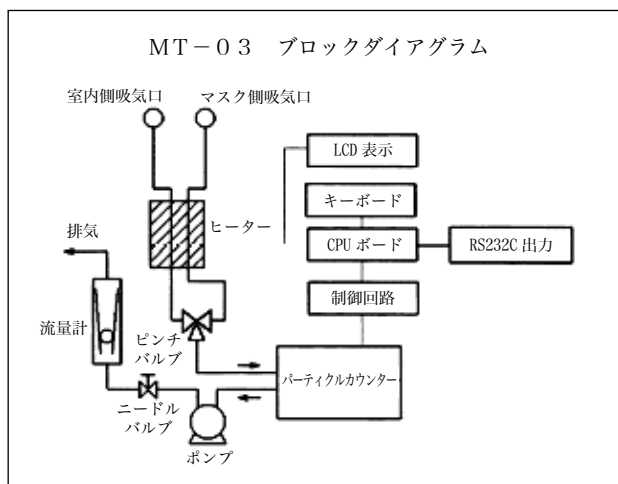 MT-03 ブロックダイアグラム
室内側吸気口
マスク側吸気口
LCD 表示
キーボード
ヒーター
排気
CPU ボード
RS232C 出力
制御回路
流量計
ピンチ
バルブ
パーティクルカウンター
ニードル
バルブ
ポンプ